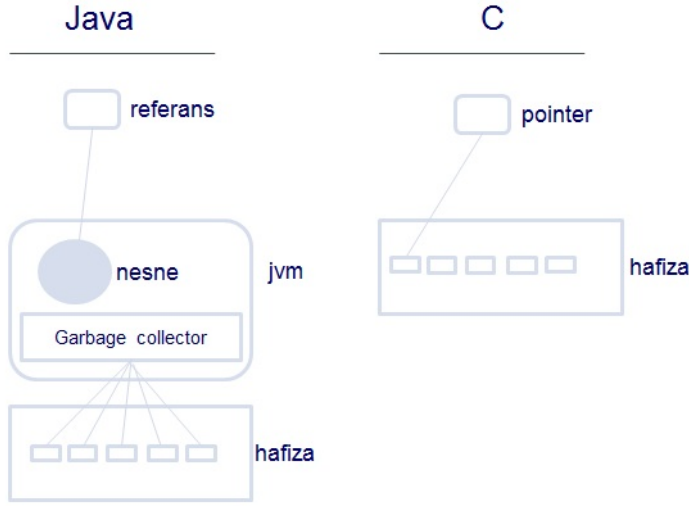 Java
referans
nesne
jvm
Garbage collector
hafiza
C
pointer
hafiza